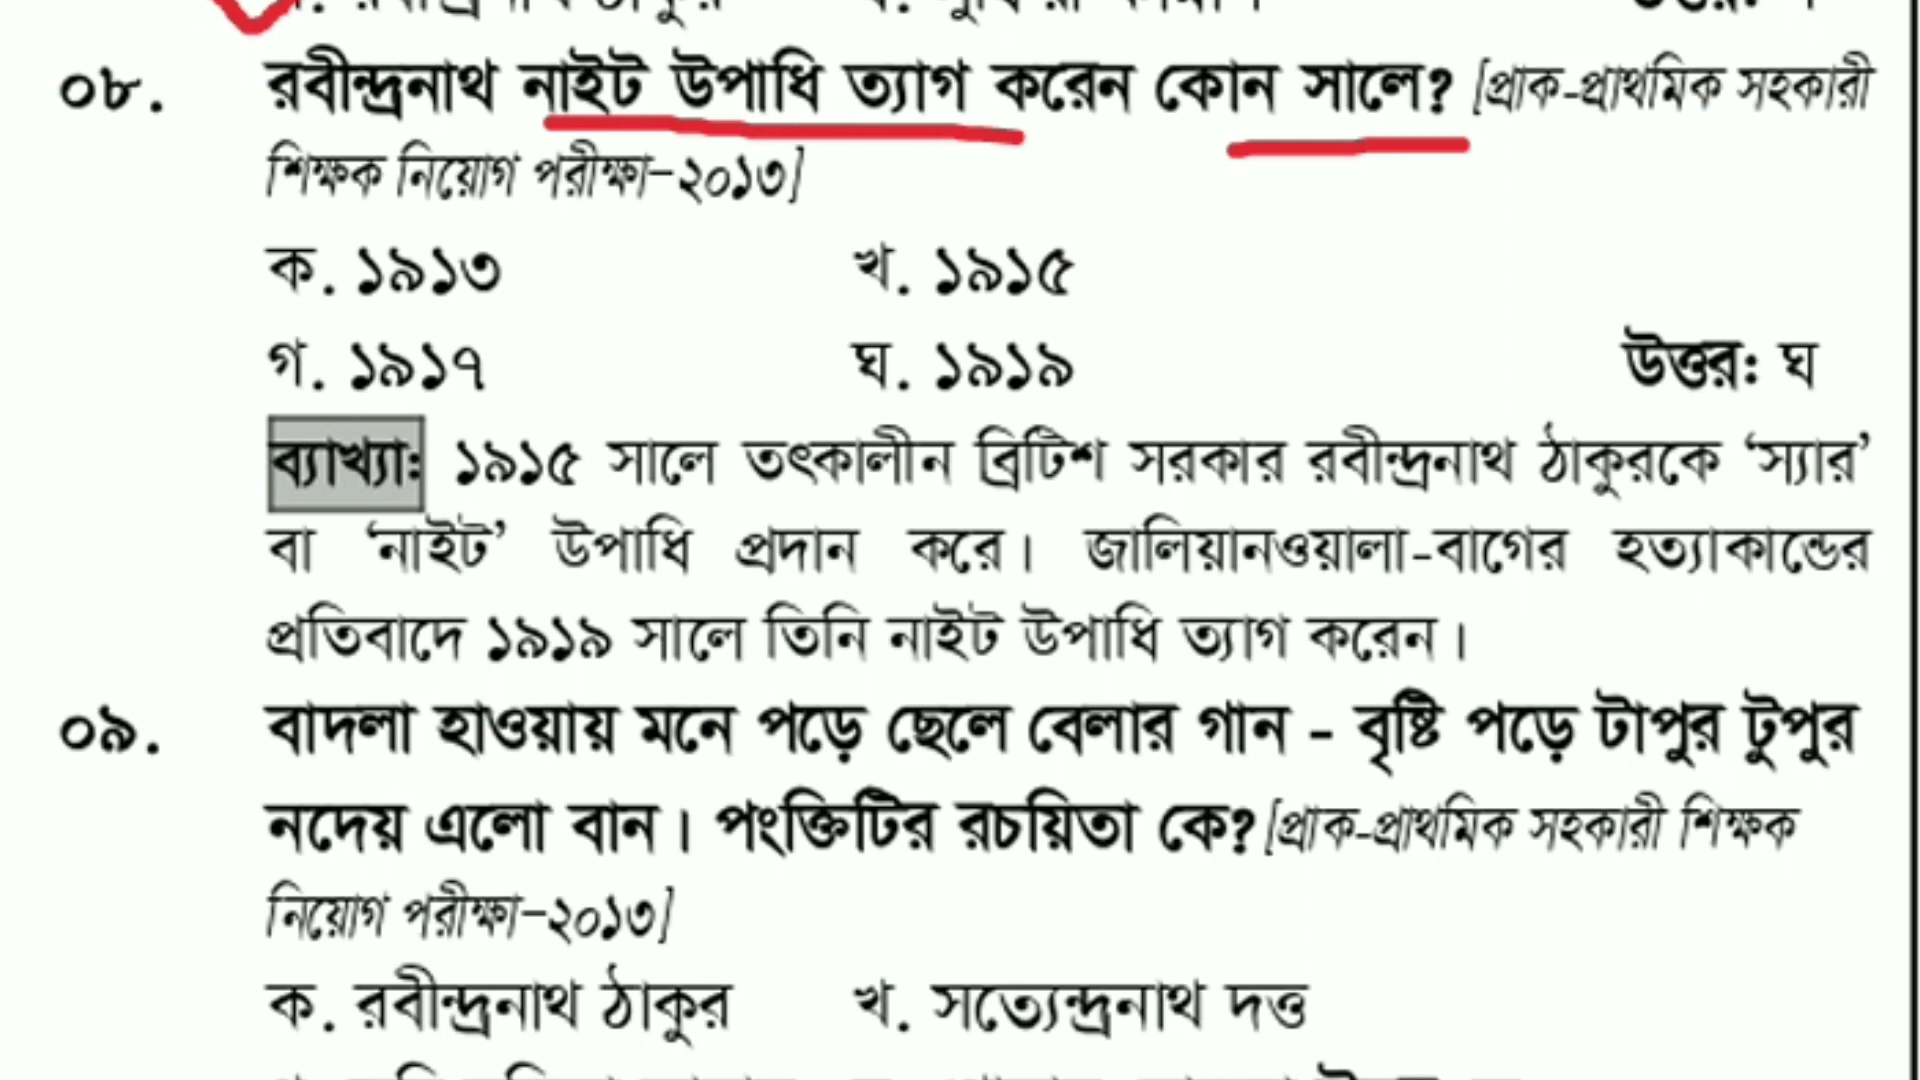 ০৮. রবীন্দ্রনাথ নাইট উপাধি ত্যাগ করেন কোন সালে? [প্রাক-প্রাথমিক সহকারী
শিক্ষক নিয়োগ পরীক্ষা–২০১৩]
ক. ১৯১৩ খ. ১৯১৫
গ. ১৯১৭ ঘ. ১৯১৯ উত্তর: ঘ
ব্যাখ্যা: ১৯১৫ সালে তৎকালীন ব্রিটিশ সরকার রবীন্দ্রনাথ ঠাকুরকে ‘স্যার’
বা ‘নাইট’ উপাধি প্রদান করে। জালিয়ানওয়ালা-বাগের হত্যাকান্ডের
প্রতিবাদে ১৯১৯ সালে তিনি নাইট উপাধি ত্যাগ করেন।
০৯. বাদলা হাওয়ায় মনে পড়ে ছেলে বেলার গান - বৃষ্টি পড়ে টাপুর টুপুর
নদেয় এলো বান। পংক্তিটির রচয়িতা কে? [প্রাক-প্রাথমিক সহকারী শিক্ষক
নিয়োগ পরীক্ষা–২০১৩]
ক. রবীন্দ্রনাথ ঠাকুর খ. সত্যেন্দ্রনাথ দত্ত